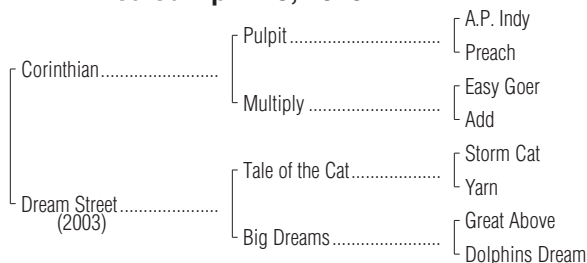 A.P. Indy
Pulpit
Preach
Corinthian
Easy Goer
Multiply
Add
Storm Cat
Tale of the Cat
Yarn
Dream Street
(2003)
Great Above
Big Dreams
Dolphins Dream